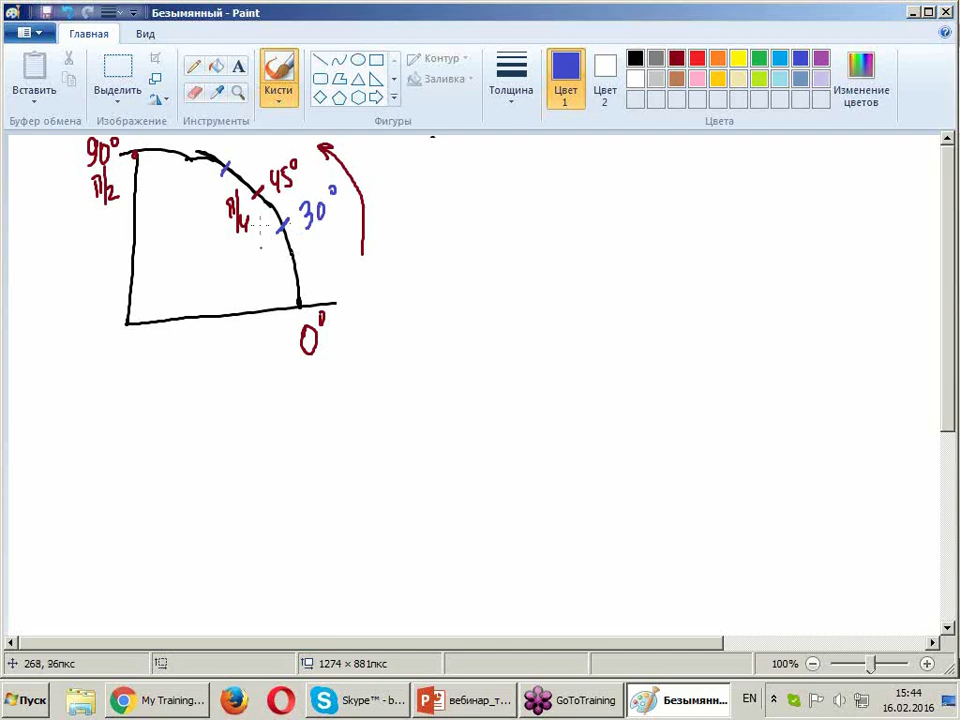 Безымянный - Paint
Главная
Вид
Вставить
Выделить
Кисти
Контур
Заливка
Толщина
Цвет 1
Цвет 2
Изменение цветов
Буфер обмена
Изображение
Инструменты
Фигуры
Цвета
90°
π/2
45°
π/4
30°
0°
268, 96пкс
1274 × 881пкс
100%
Пуск
My Training...
Skype™ - b...
вебинар_т...
GoToTraining
Безымянн...
EN
15:44
16.02.2016